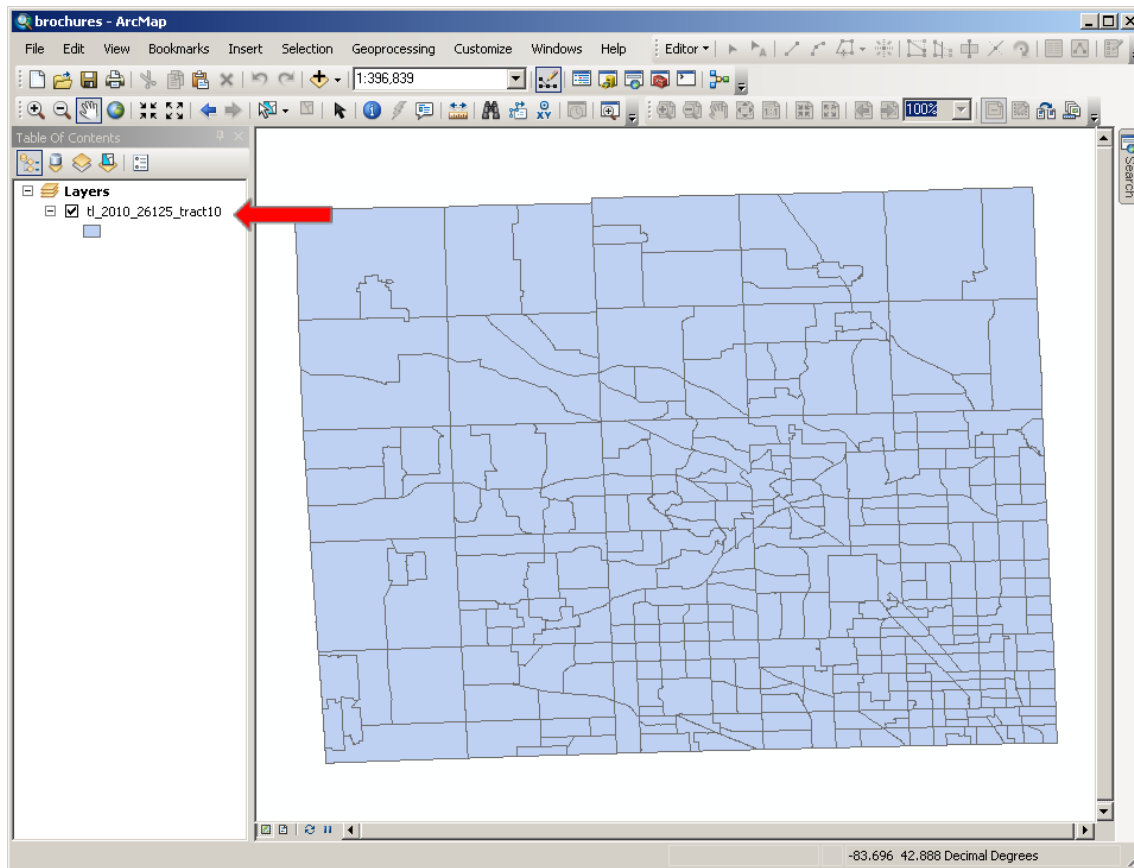 brochures - ArcMap
File Edit View Bookmarks Insert Selection Geoprocessing Customize Windows Help Editor
1:396,839
100%
Table Of Contents
Search
Layers
tl_2010_26125_tract10
-83.696 42.888 Decimal Degrees